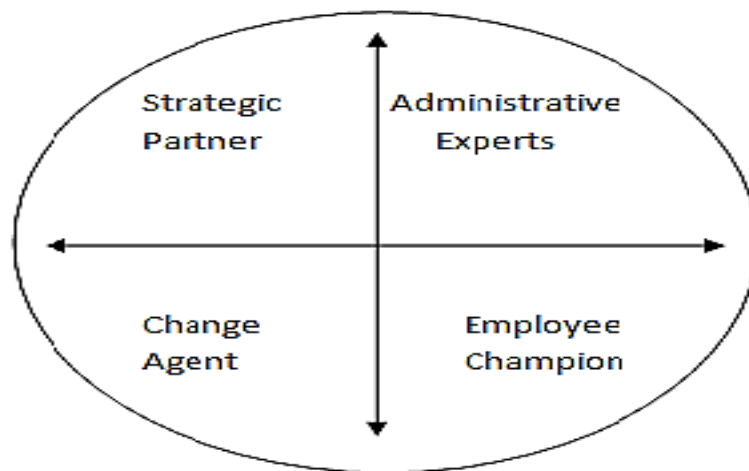 Strategic
Partner
Administrative
Experts
Change
Agent
Employee
Champion